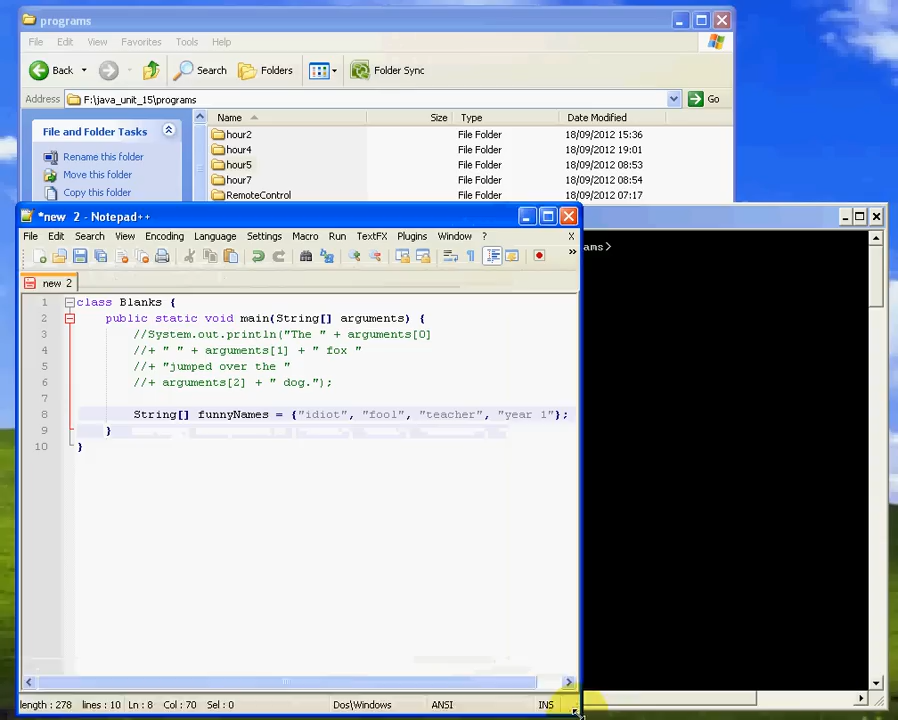 programs
File Edit View Favorites Tools Help
Back Search Folders Folder Sync
Address F:\java_unit_15\programs Go
File and Folder Tasks
Rename this folder
Move this folder
Copy this folder
Name Size Type Date Modified
hour2 File Folder 18/09/2012 15:36
hour4 File Folder 18/09/2012 19:01
hour5 File Folder 18/09/2012 08:53
hour7 File Folder 18/09/2012 08:54
RemoteControl File Folder 18/09/2012 07:17
*new 2 - Notepad++
File Edit Search View Encoding Language Settings Macro Run TextFX Plugins Window ? X
new 2
1 class Blanks {
2 public static void main(String[] arguments) {
3 //System.out.println("The " + arguments[0]
4 //+ " " + arguments[1] + " fox "
5 //+ "jumped over the "
6 //+ arguments[2] + " dog.");
7
8 String[] funnyNames = {"idiot", "fool", "teacher", "year 1"};
9 }
10 }
length : 278 lines : 10 Ln : 8 Col : 70 Sel : 0 Dos\Windows ANSI INS
ams>